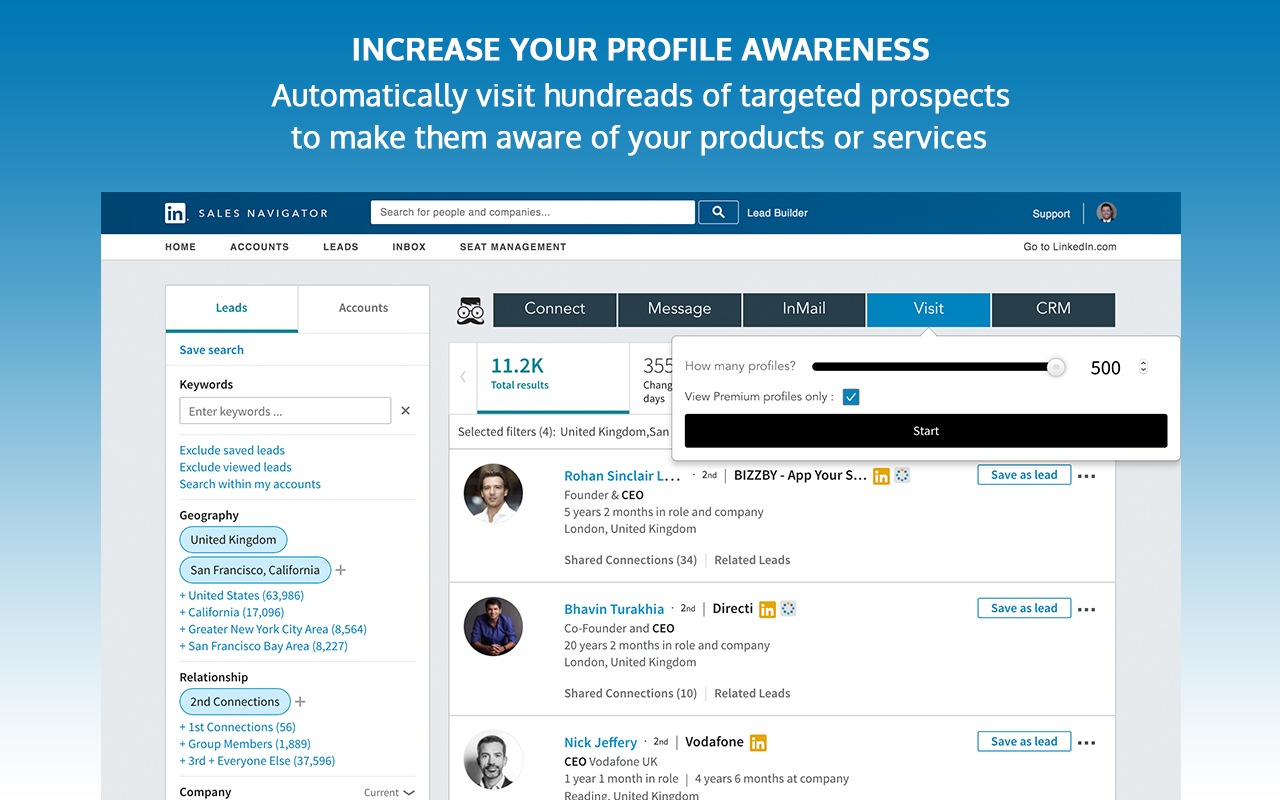 INCREASE YOUR PROFILE AWARENESS
Automatically visit hundreads of targeted prospects
to make them aware of your products or services
in. SALES NAVIGATOR
Search for people and companies...
Lead Builder
Support
HOME ACCOUNTS LEADS INBOX SEAT MANAGEMENT
Go to LinkedIn.com
Leads
Accounts
Save search
Keywords
Enter keywords ...
Exclude saved leads
Exclude viewed leads
Search within my accounts
Geography
United Kingdom
San Francisco, California
+ United States (63,986)
+ California (17,096)
+ Greater New York City Area (8,564)
+ San Francisco Bay Area (8,227)
Relationship
2nd Connections
+ 1st Connections (56)
+ Group Members (1,889)
+ 3rd + Everyone Else (37,596)
Company
Current
Connect
Message
InMail
Visit
CRM
How many profiles?
500
View Premium profiles only :
Start
11.2K
Total results
355
Chang
days
Selected filters (4): United Kingdom,San
Rohan Sinclair L... · 2nd | BIZZBY - App Your S... in
Founder & CEO
5 years 2 months in role and company
London, United Kingdom
Shared Connections (34) | Related Leads
Save as lead
Bhavin Turakhia · 2nd | Directi in
Co-Founder and CEO
20 years 2 months in role and company
London, United Kingdom
Shared Connections (10) | Related Leads
Save as lead
Nick Jeffery · 2nd | Vodafone in
CEO Vodafone UK
1 year 1 month in role | 4 years 6 months at company
Reading, United Kingdom
Save as lead